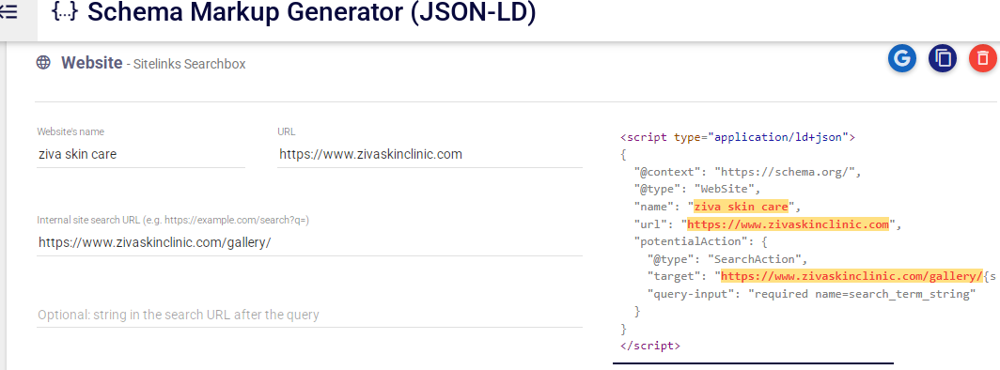 {··} Schema Markup Generator (JSON-LD)
Website - Sitelinks Searchbox
G
Website's name
ziva skin care
URL
https://www.zivaskinclinic.com
Internal site search URL (e.g. https://example.com/search?q=)
https://www.zivaskinclinic.com/gallery/
Optional: string in the search URL after the query
<script type="application/ld+json">
{
"@context": "https://schema.org/",
"@type": "WebSite",
"name": "ziva skin care",
"url": "https://www.zivaskinclinic.com",
"potentialAction": {
"@type": "SearchAction",
"target": "https://www.zivaskinclinic.com/gallery/{s
"query-input": "required name=search_term_string"
}
}
</script>